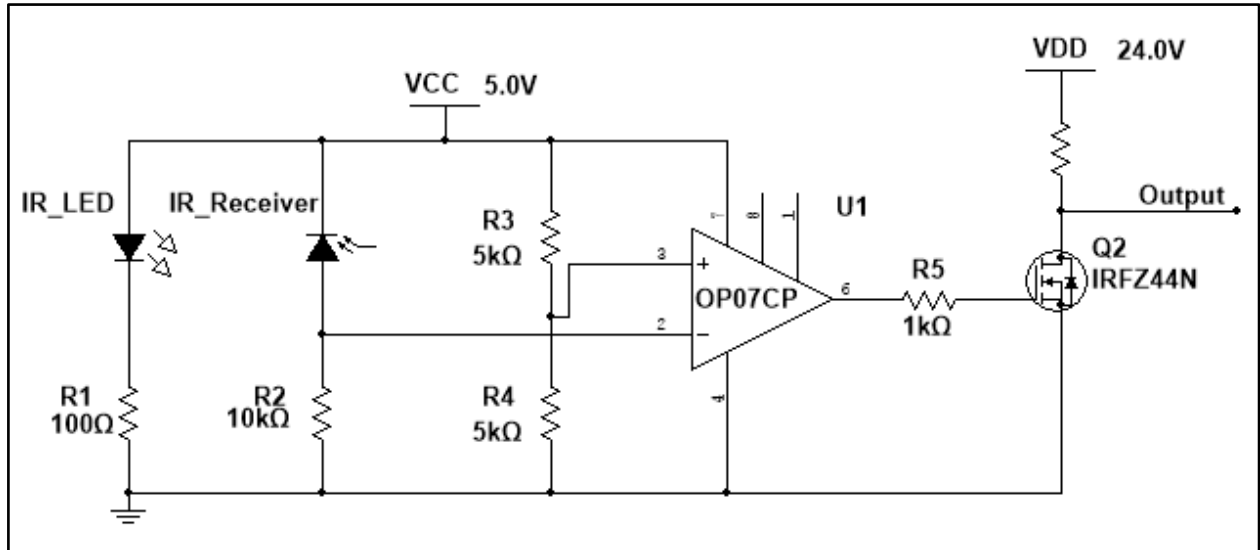 VDD 24.0V
VCC 5.0V
IR_LED
IR_Receiver
R3
5kΩ
7
8
1
U1
Output
3
+
OP07CP
6
R5
1kΩ
Q2
IRFZ44N
2
−
R1
100Ω
R2
10kΩ
R4
5kΩ
4